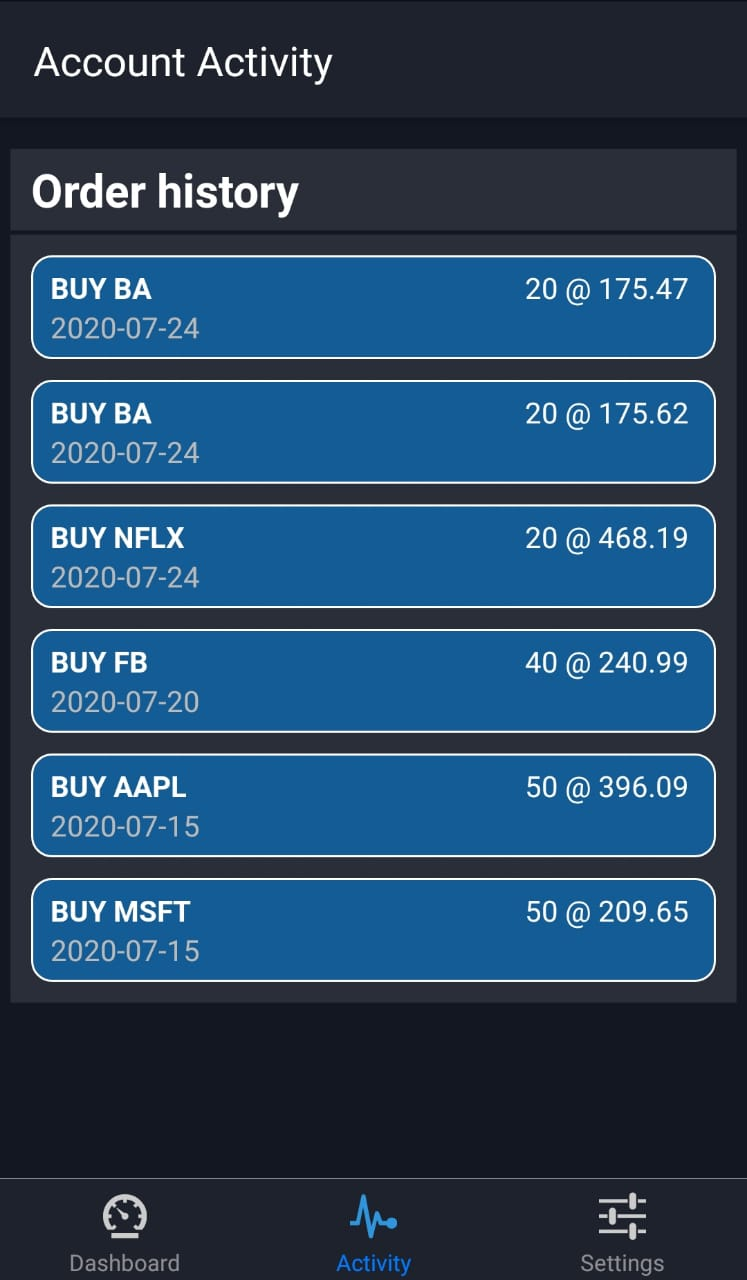 Account Activity
Order history
BUY BA 20 @ 175.47
2020-07-24
BUY BA 20 @ 175.62
2020-07-24
BUY NFLX 20 @ 468.19
2020-07-24
BUY FB 40 @ 240.99
2020-07-20
BUY AAPL 50 @ 396.09
2020-07-15
BUY MSFT 50 @ 209.65
2020-07-15
Dashboard Activity Settings